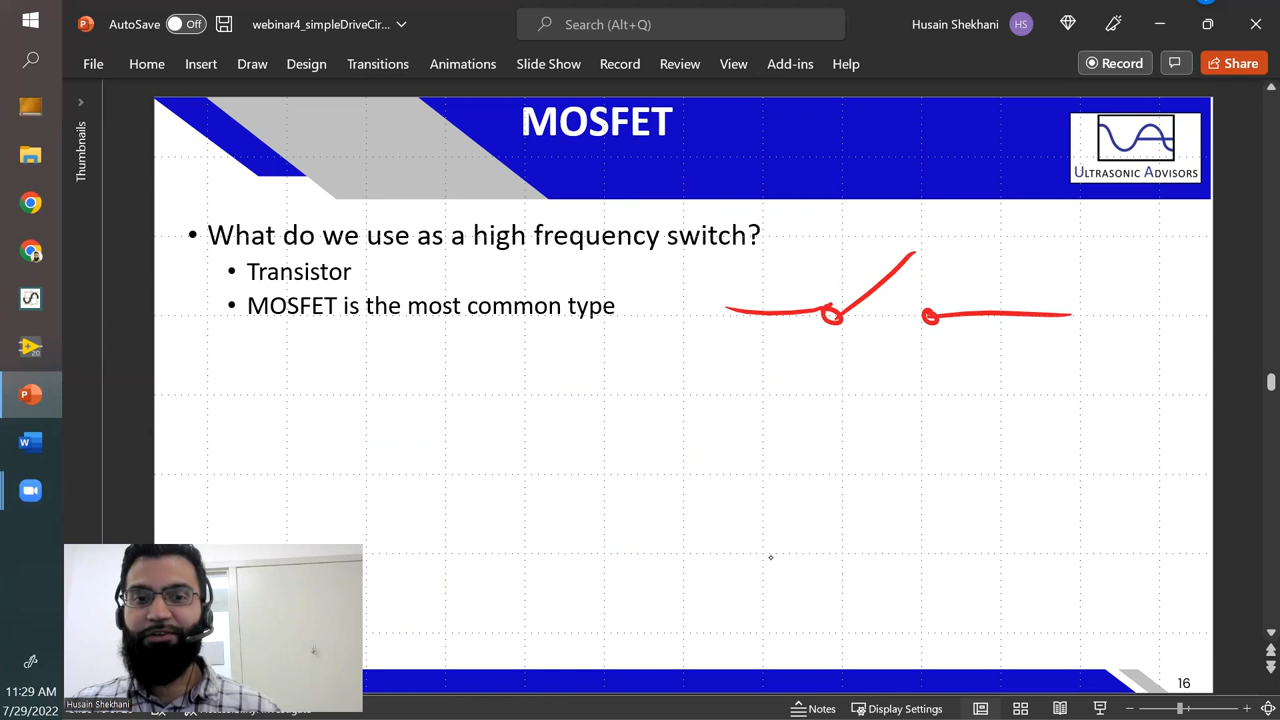 AutoSave Off webinar4_simpleDriveCir... Search (Alt+Q) Husain Shekhani HS
File Home Insert Draw Design Transitions Animations Slide Show Record Review View Add-ins Help Record Share
Thumbnails
MOSFET
ULTRASONIC ADVISORS
• What do we use as a high frequency switch?
• Transistor
• MOSFET is the most common type
16
Husain Shekhani
11:29 AM
7/29/2022
Notes Display Settings